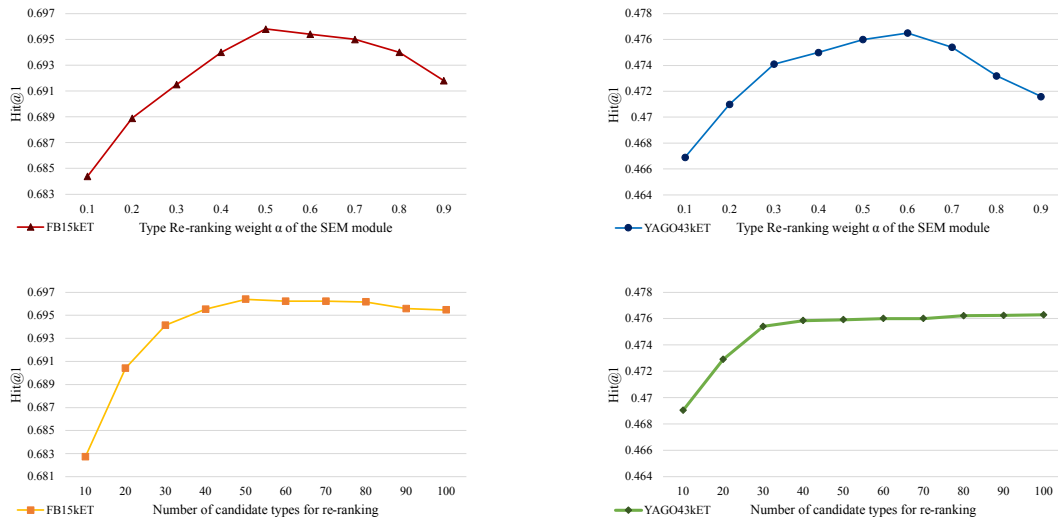 0.697
0.695
0.693
0.691
0.689
0.687
0.685
0.683
Hit@1
0.1 0.2 0.3 0.4 0.5 0.6 0.7 0.8 0.9
FB15kET
Type Re-ranking weight α of the SEM module
0.478
0.476
0.474
0.472
0.47
0.468
0.466
0.464
Hit@1
0.1 0.2 0.3 0.4 0.5 0.6 0.7 0.8 0.9
YAGO43kET
Type Re-ranking weight α of the SEM module
0.697
0.695
0.693
0.691
0.689
0.687
0.685
0.683
0.681
Hit@1
10 20 30 40 50 60 70 80 90 100
FB15kET
Number of candidate types for re-ranking
0.478
0.476
0.474
0.472
0.47
0.468
0.466
0.464
Hit@1
10 20 30 40 50 60 70 80 90 100
YAGO43kET
Number of candidate types for re-ranking